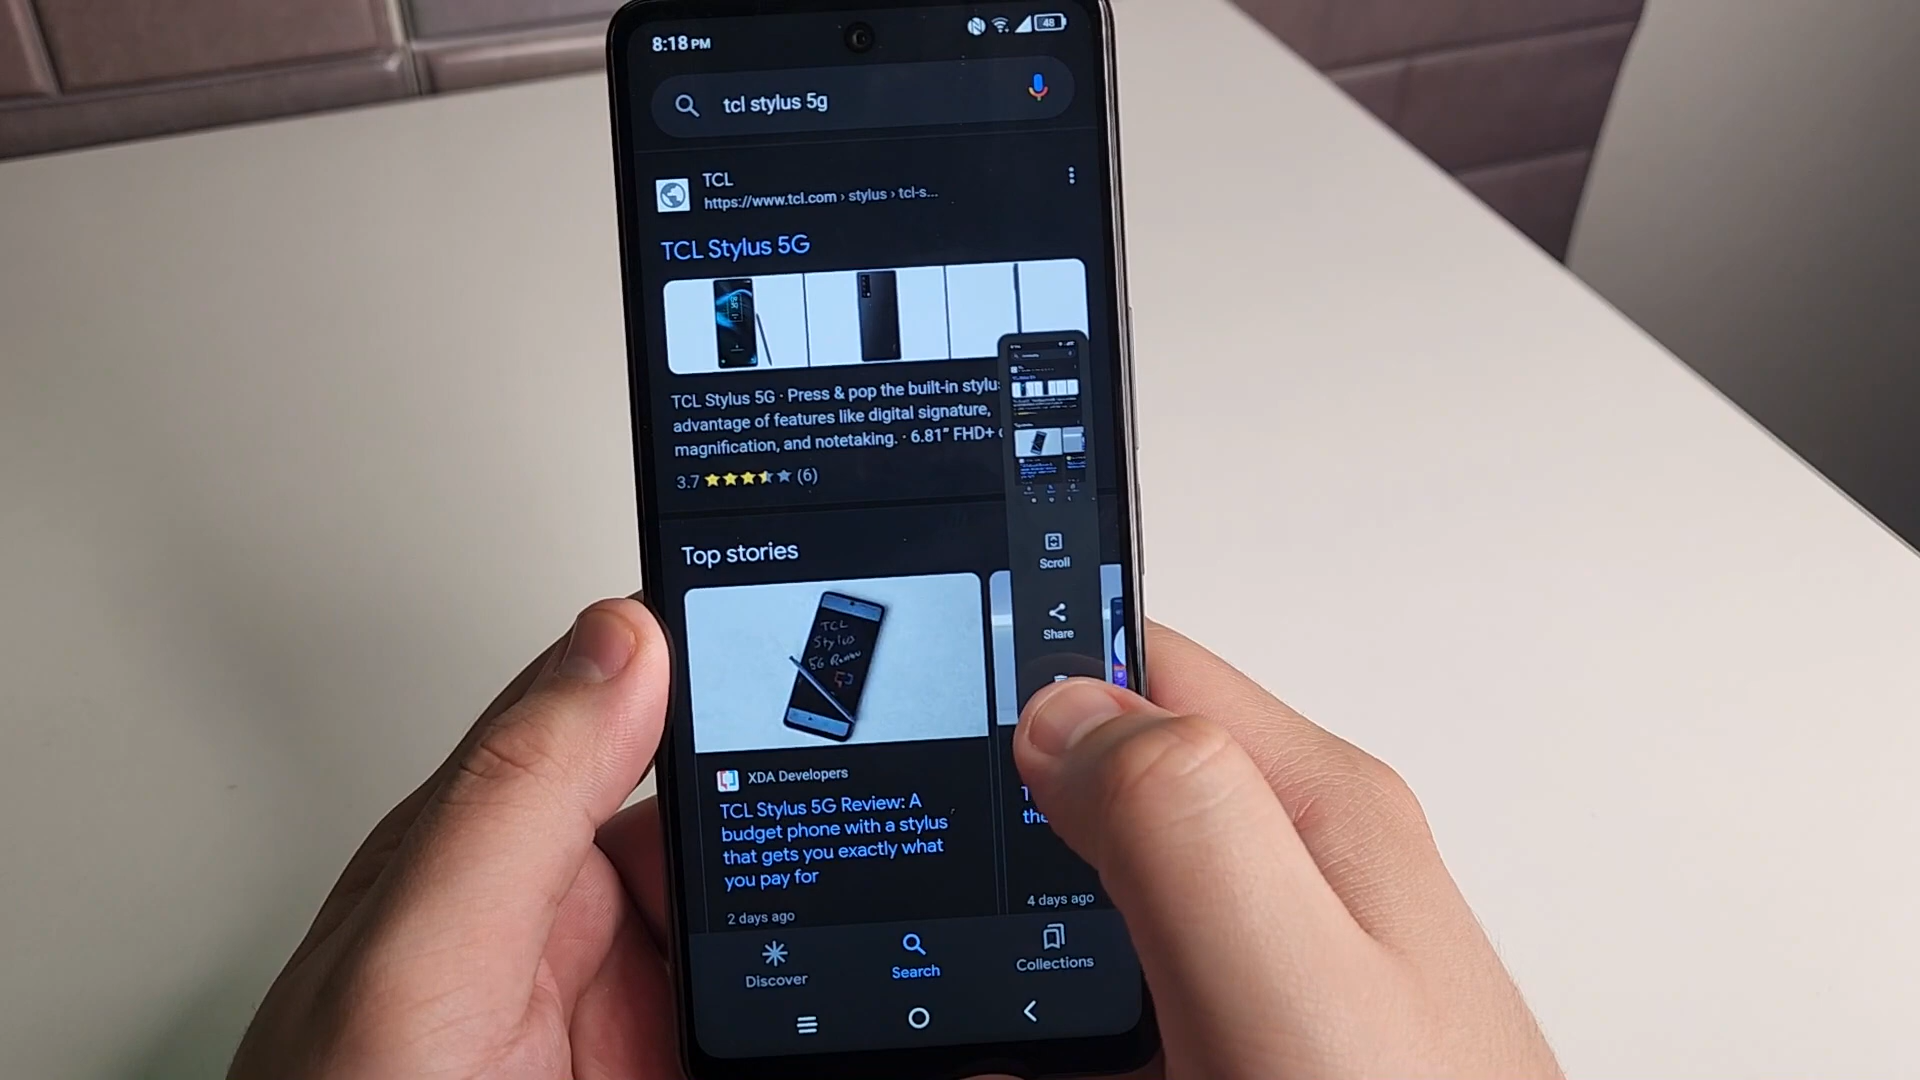 8:18 PM
48
tcl stylus 5g
TCL
https://www.tcl.com › stylus › tcl-s...
TCL Stylus 5G
TCL Stylus 5G · Press & pop the built-in
advantage of features like digital signature,
magnification, and notetaking. · 6.81” FHD+
3.7 (6)
Scroll
Share
Top stories
TCL
Stylus
5G
XDA Developers
TCL Stylus 5G Review: A
budget phone with a stylus
that gets you exactly what
you pay for
2 days ago
4 days ago
Discover
Search
Collections